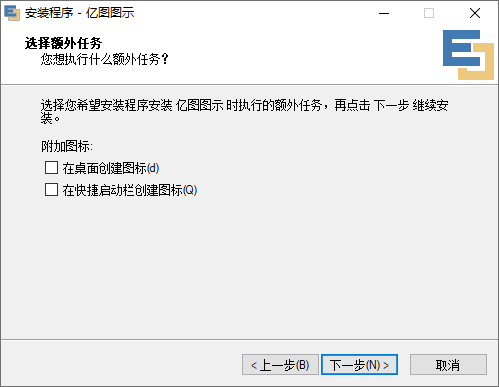 安装程序 - 亿图图示
选择额外任务
您想执行什么额外任务？
选择您希望安装程序安装 亿图图示 时执行的额外任务，再点击 下一步 继续安
装。
附加图标:
在桌面创建图标(d)
在快捷启动栏创建图标(Q)
< 上一步(B) 下一步(N) > 取消